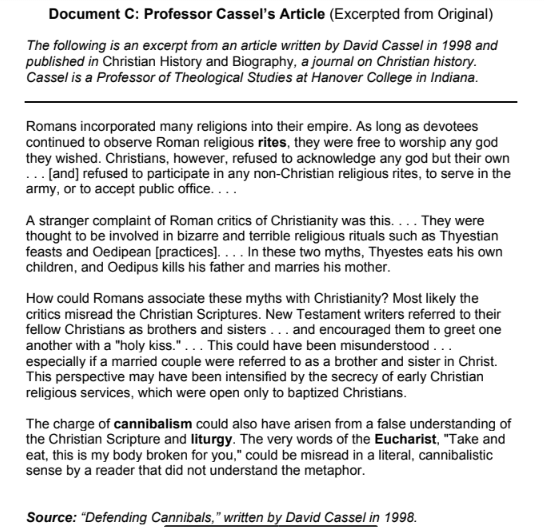 Document C: Professor Cassel's Article (Excerpted from Original)
The following is an excerpt from an article written by David Cassel in 1998 and
published in Christian History and Biography, a journal on Christian history.
Cassel is a Professor of Theological Studies at Hanover College in Indiana.
Romans incorporated many religions into their empire. As long as devotees
continued to observe Roman religious rites, they were free to worship any god
they wished. Christians, however, refused to acknowledge any god but their own
. . . [and] refused to participate in any non-Christian religious rites, to serve in the
army, or to accept public office. . . .
A stranger complaint of Roman critics of Christianity was this. . . . They were
thought to be involved in bizarre and terrible religious rituals such as Thyestian
feasts and Oedipean [practices]. . . . In these two myths, Thyestes eats his own
children, and Oedipus kills his father and marries his mother.
How could Romans associate these myths with Christianity? Most likely the
critics misread the Christian Scriptures. New Testament writers referred to their
fellow Christians as brothers and sisters . . . and encouraged them to greet one
another with a "holy kiss." . . . This could have been misunderstood . . .
especially if a married couple were referred to as a brother and sister in Christ.
This perspective may have been intensified by the secrecy of early Christian
religious services, which were open only to baptized Christians.
The charge of cannibalism could also have arisen from a false understanding of
the Christian Scripture and liturgy. The very words of the Eucharist, "Take and
eat, this is my body broken for you," could be misread in a literal, cannibalistic
sense by a reader that did not understand the metaphor.
Source: "Defending Cannibals," written by David Cassel in 1998.